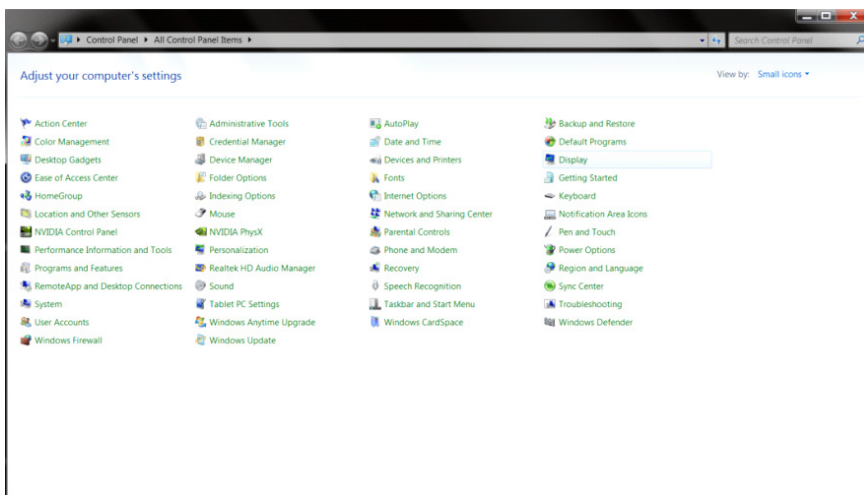 Control Panel All Control Panel Items
Search Control Panel
Adjust your computer's settings
View by: Small icons
Action Center
Administrative Tools
AutoPlay
Backup and Restore
Color Management
Credential Manager
Date and Time
Default Programs
Desktop Gadgets
Device Manager
Devices and Printers
Display
Ease of Access Center
Folder Options
Fonts
Getting Started
HomeGroup
Indexing Options
Internet Options
Keyboard
Location and Other Sensors
Mouse
Network and Sharing Center
Notification Area Icons
NVIDIA Control Panel
NVIDIA PhysX
Parental Controls
Pen and Touch
Performance Information and Tools
Personalization
Phone and Modem
Power Options
Programs and Features
Realtek HD Audio Manager
Recovery
Region and Language
RemoteApp and Desktop Connections
Sound
Speech Recognition
Sync Center
System
Tablet PC Settings
Taskbar and Start Menu
Troubleshooting
User Accounts
Windows Anytime Upgrade
Windows CardSpace
Windows Defender
Windows Firewall
Windows Update